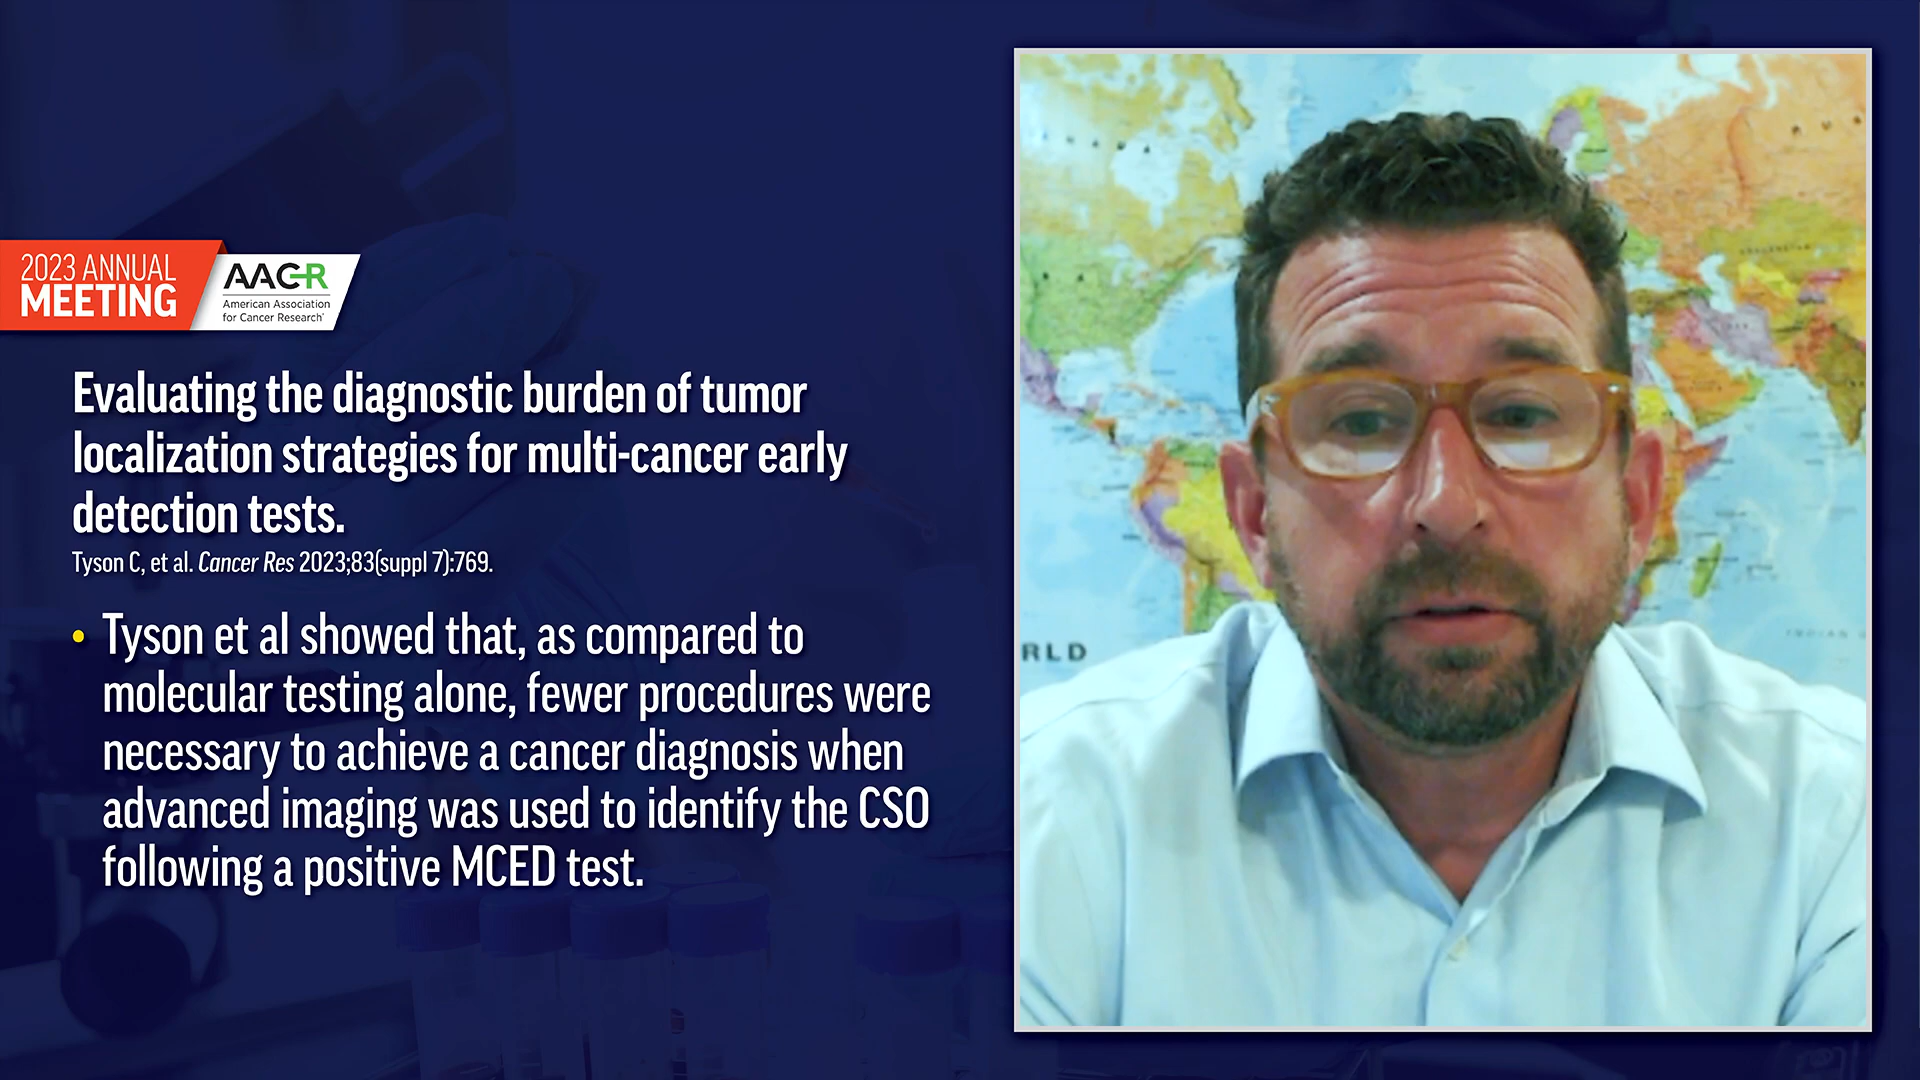 2023 ANNUAL
MEETING
AACR
American Association
for Cancer Research
Evaluating the diagnostic burden of tumor
localization strategies for multi-cancer early
detection tests.
Tyson C, et al. Cancer Res 2023;83(suppl 7):769.
• Tyson et al showed that, as compared to
molecular testing alone, fewer procedures were
necessary to achieve a cancer diagnosis when
advanced imaging was used to identify the CSO
following a positive MCED test.
RLD